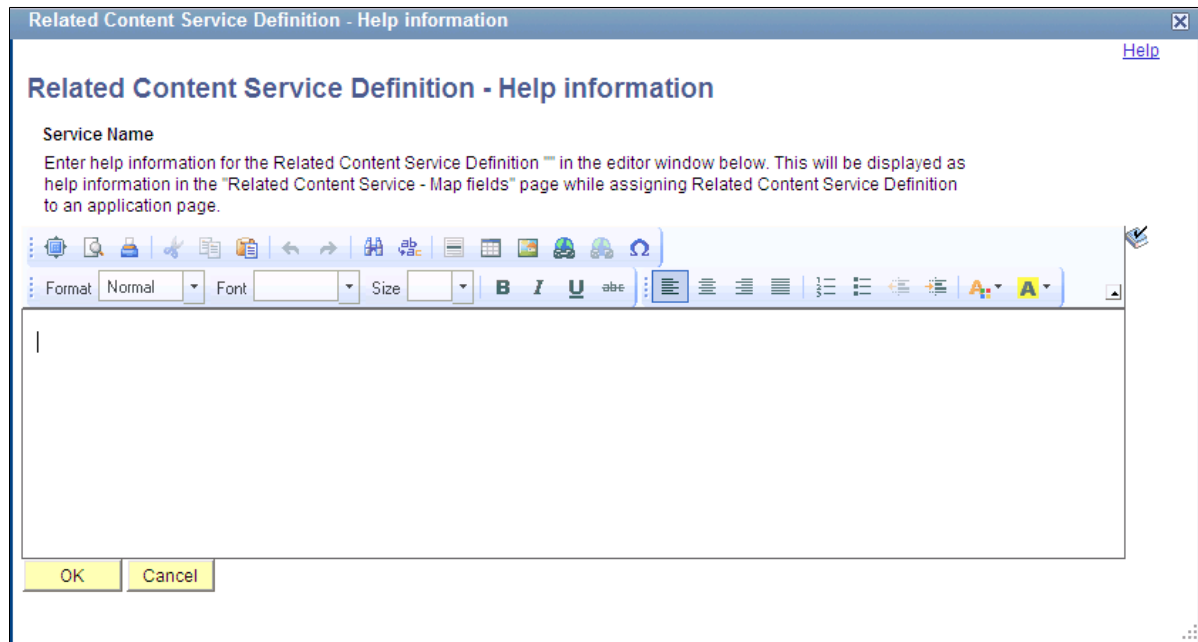 Related Content Service Definition - Help information
Help
Related Content Service Definition - Help information
Service Name
Enter help information for the Related Content Service Definition "" in the editor window below. This will be displayed as
help information in the "Related Content Service - Map fields" page while assigning Related Content Service Definition
to an application page.
Format Normal Font Size B I U abc A A
OK Cancel